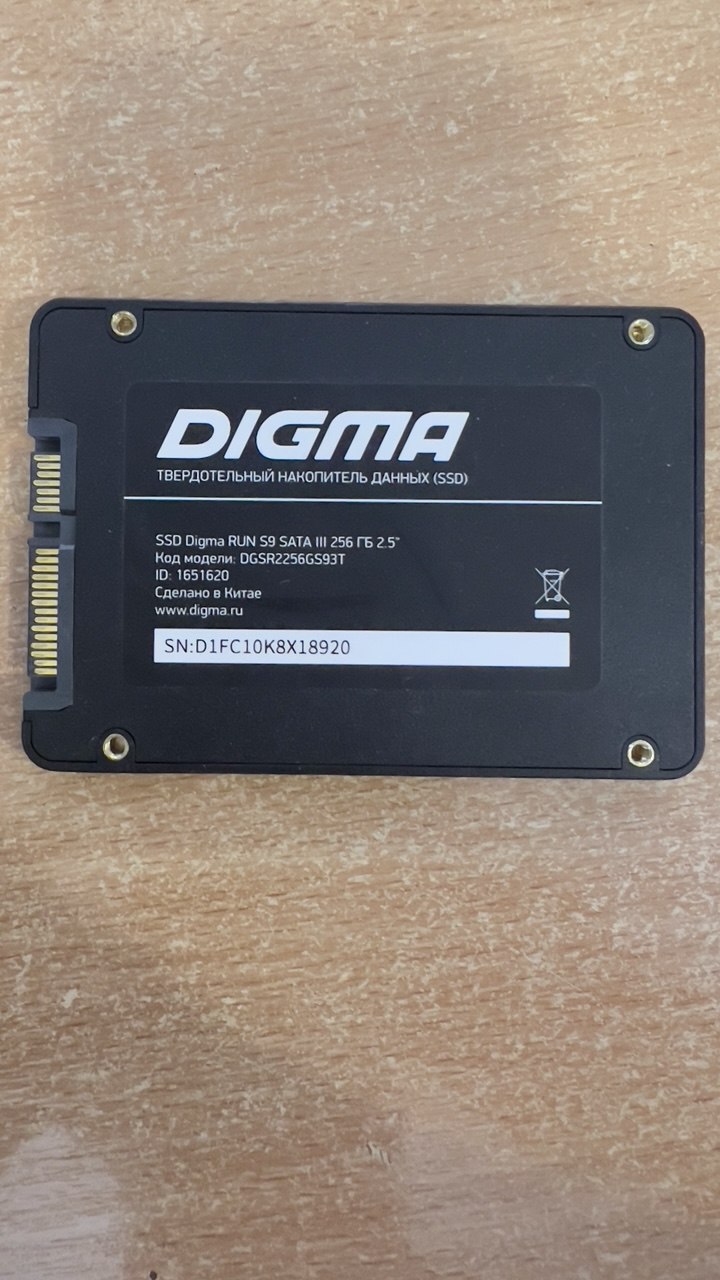 DIGMA
ТВЕРДОТЕЛЬНЫЙ НАКОПИТЕЛЬ ДАННЫХ (SSD)
SSD Digma RUN S9 SATA III 256 ГБ 2.5"
Код модели: DGSR2256GS93T
ID: 1651620
Сделано в Китае
www.digma.ru
SN:D1FC10K8X18920